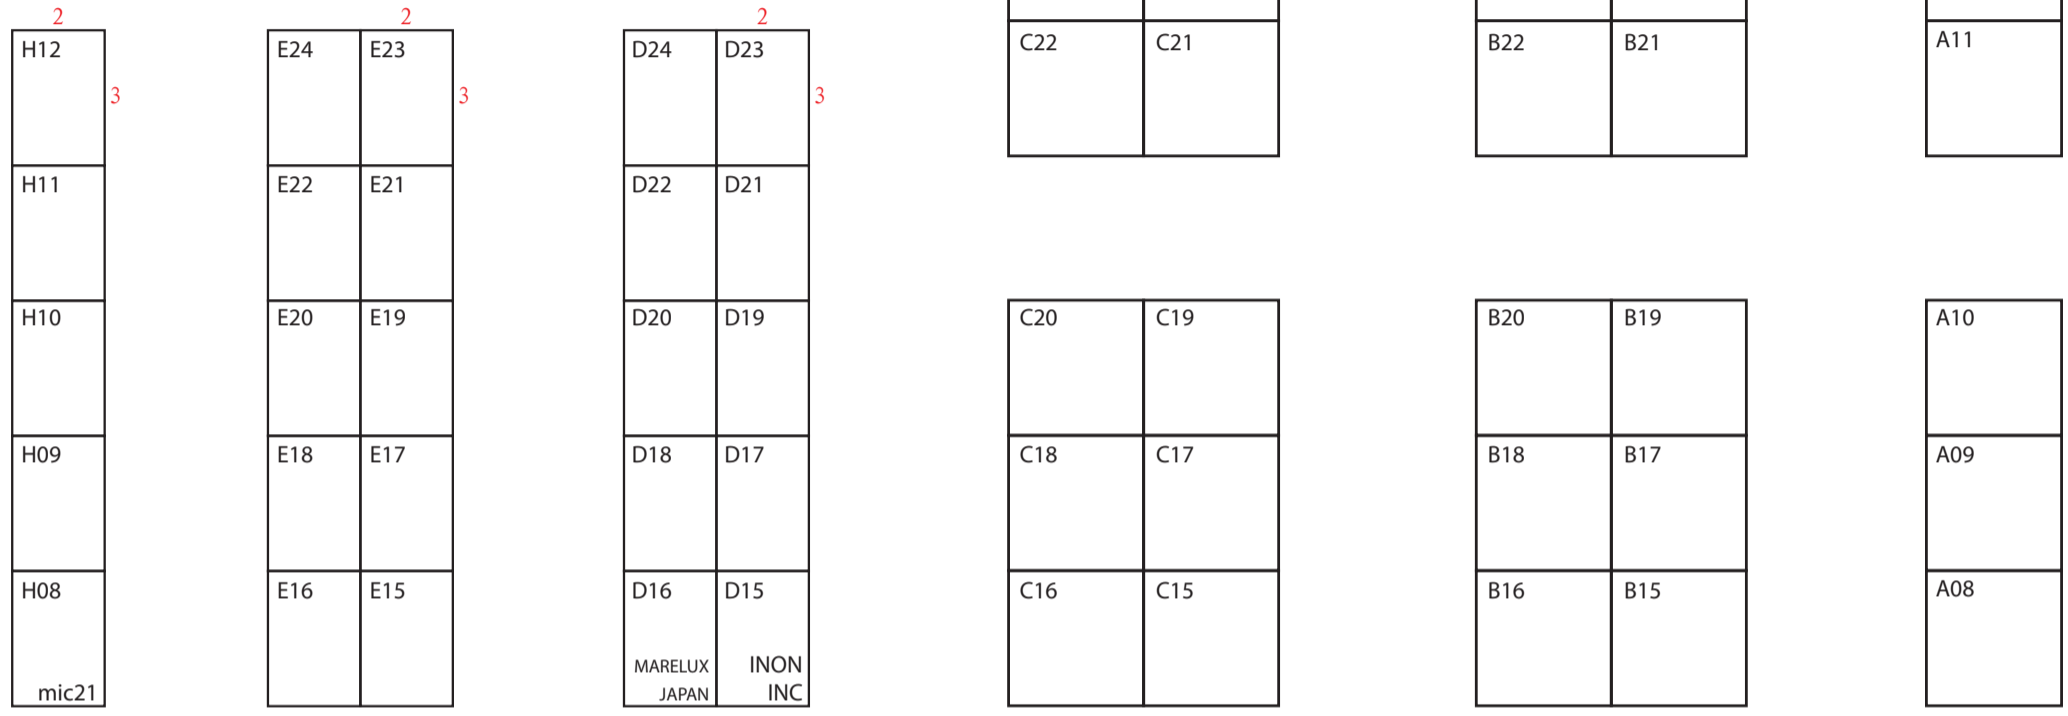 2 2 2
H12 E24 E23 D24 D23 C22 C21 B22 B21 A11
3 3 3
H11 E22 E21 D22 D21
H10 E20 E19 D20 D19 C20 C19 B20 B19 A10
H09 E18 E17 D18 D17 C18 C17 B18 B17 A09
H08 E16 E15 D16 D15 C16 C15 B16 B15 A08
MARELUX INON
mic21 JAPAN INC